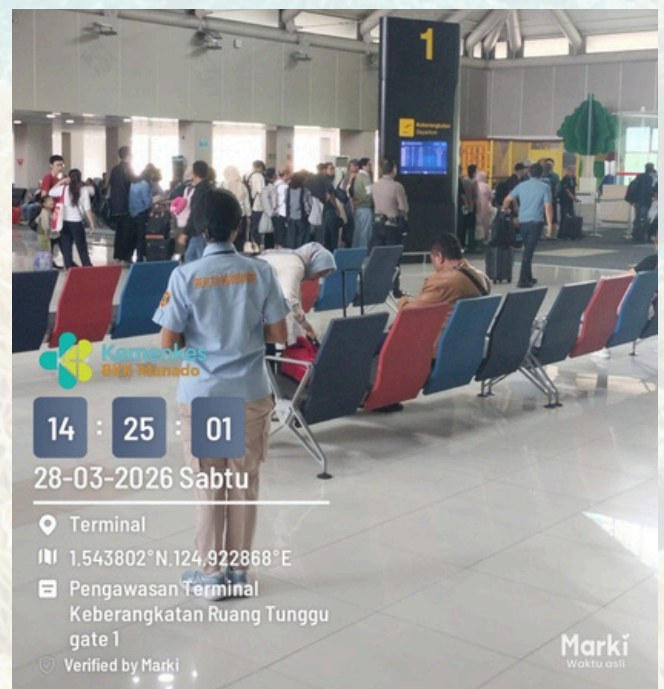 1
Keberangkatan
Departure
Kemenkes
BKK Manado
14 : 25 : 01
28-03-2026 Sabtu
Terminal
1.543802°N,124.922868°E
Pengawasan Terminal
Keberangkatan Ruang Tunggu
gate 1
Verified by Marki
Marki
Waktu asli